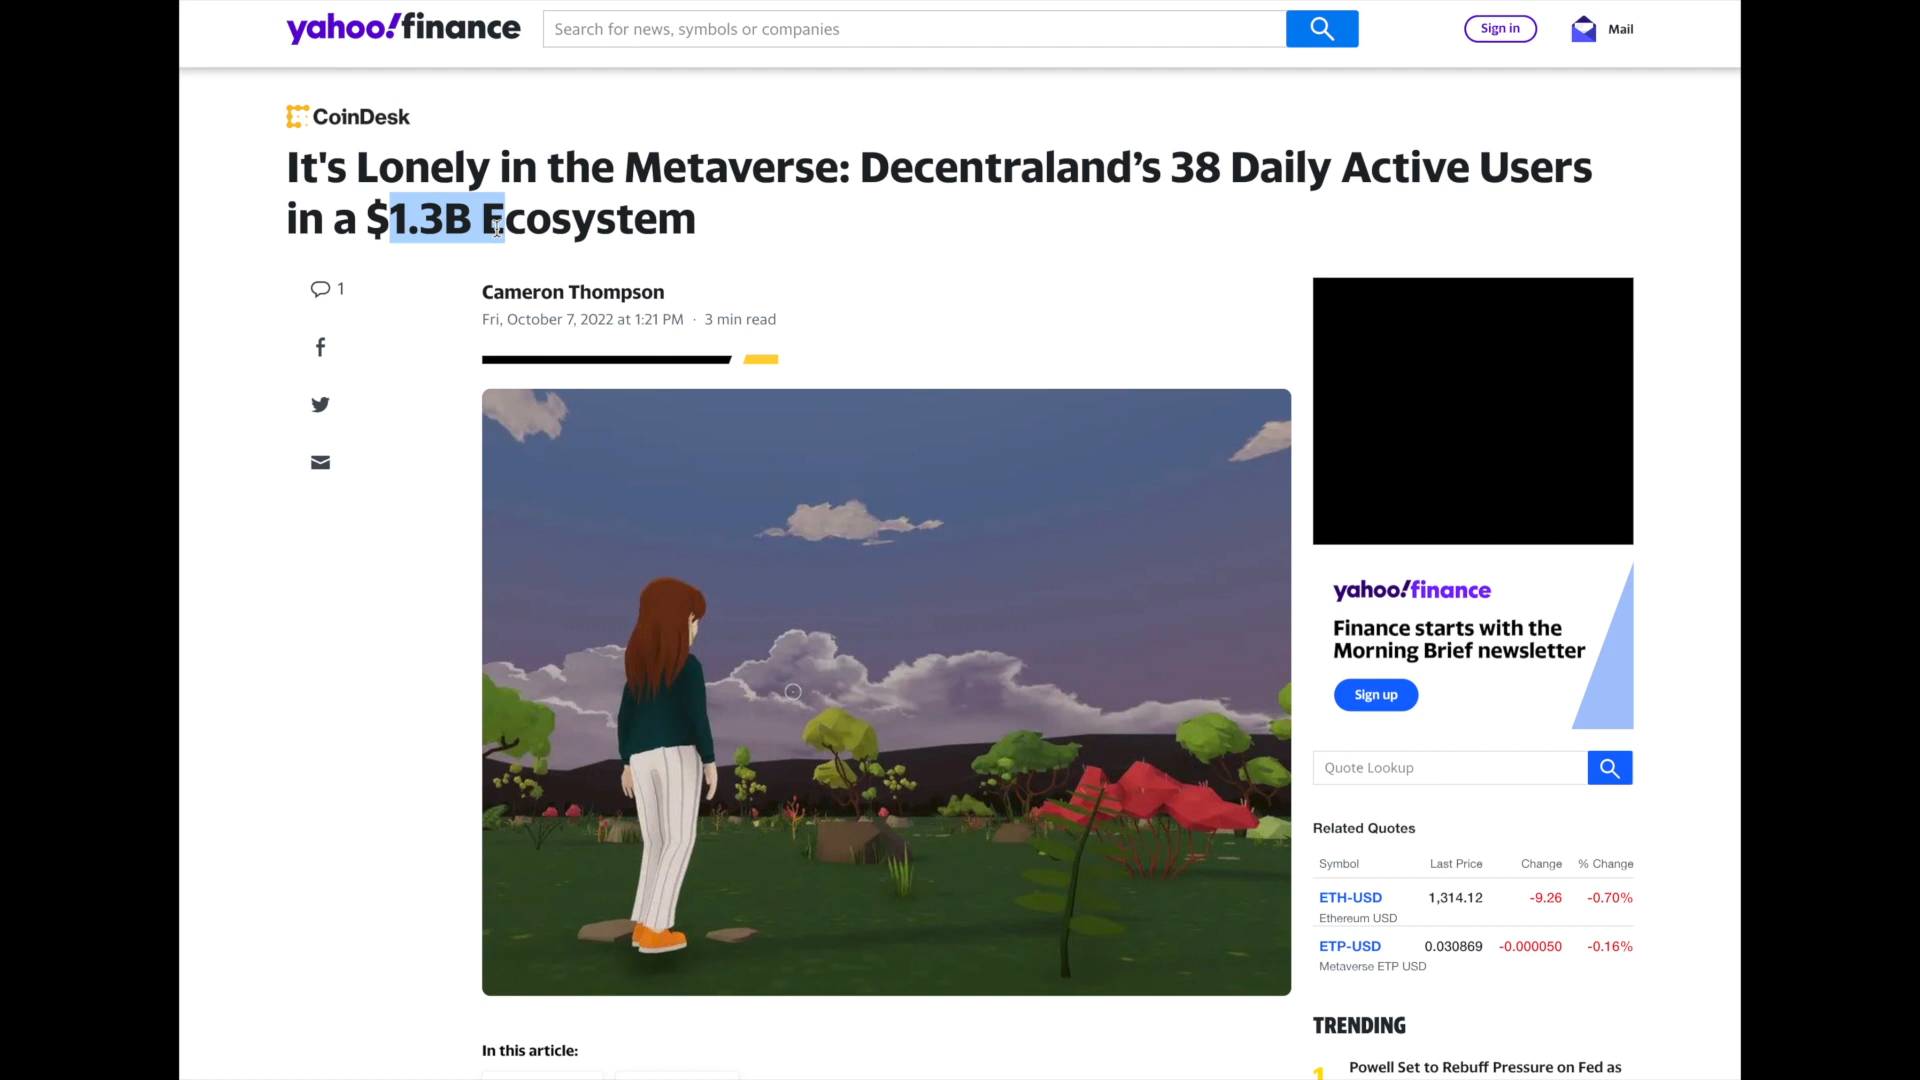 yahoo!finance
Search for news, symbols or companies
Sign in
Mail
CoinDesk
It's Lonely in the Metaverse: Decentraland’s 38 Daily Active Users
in a $1.3B Ecosystem
1
Cameron Thompson
Fri, October 7, 2022 at 1:21 PM · 3 min read
yahoo!finance
Finance starts with the
Morning Brief newsletter
Sign up
Quote Lookup
Related Quotes
Symbol Last Price Change % Change
ETH-USD 1,314.12 -9.26 -0.70%
Ethereum USD
ETP-USD 0.030869 -0.000050 -0.16%
Metaverse ETP USD
In this article:
TRENDING
1 Powell Set to Rebuff Pressure on Fed as